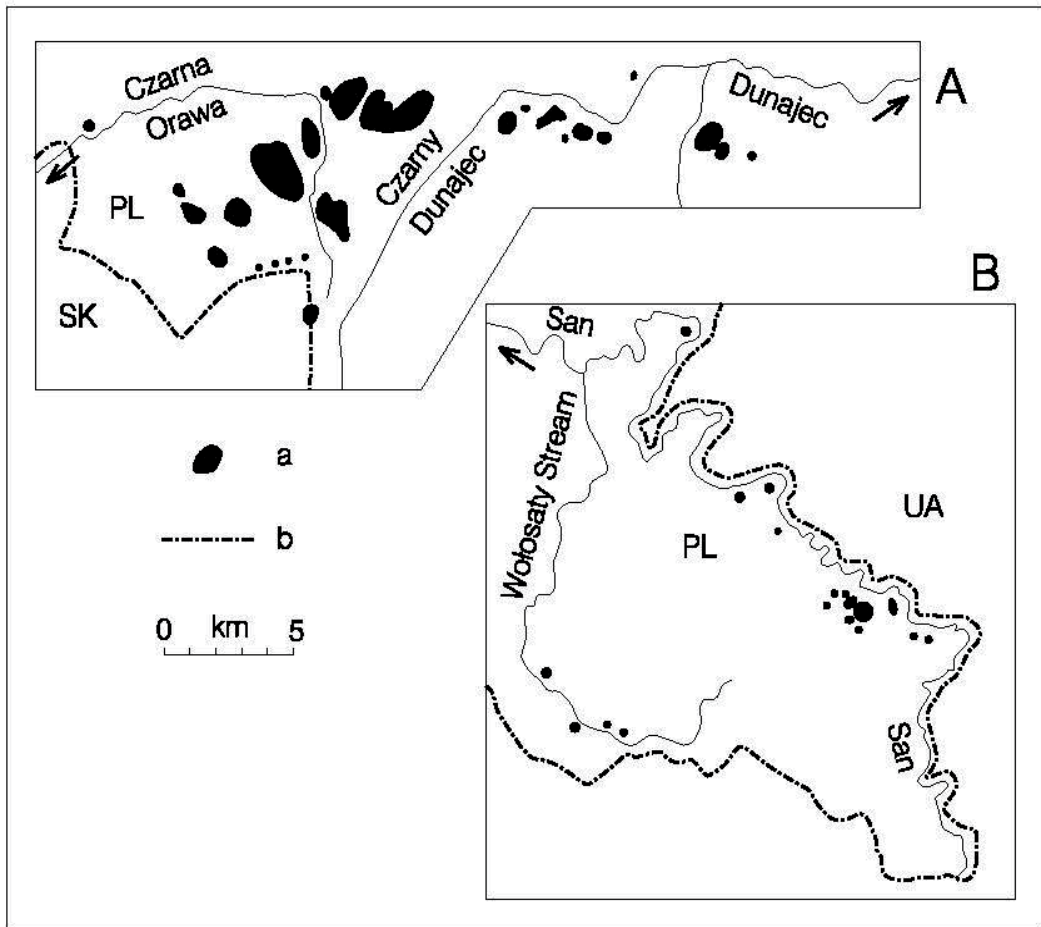 A
Czarna
Orawa
Czarny
Dunajec
Dunajec
PL
SK
B
San
Wołosaty Stream
UA
PL
San
a
b
0 km 5